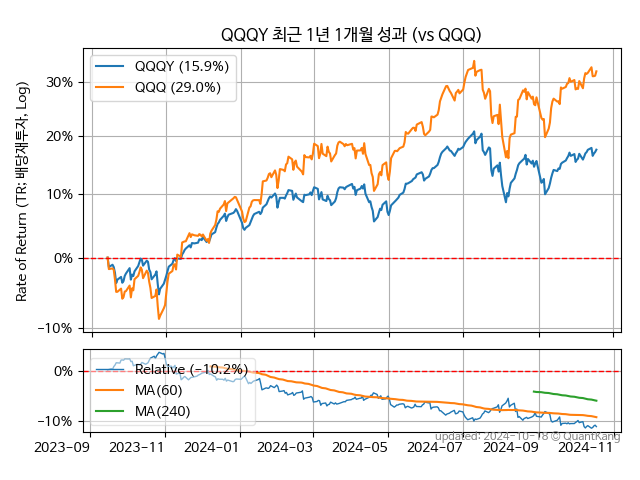 QQQY 최근 1년 1개월 성과 (vs QQQ)
Rate of Return (TR: 배당재투자, Log)
QQQY (15.9%)
QQQ (29.0%)
30%
20%
10%
0%
−10%
Relative (−10.2%)
MA(60)
MA(240)
0%
−10%
2023-09 2023-11 2024-01 2024-03 2024-05 2024-07 2024-09 2024-11
updated: 2024-10-18 © QuantKang